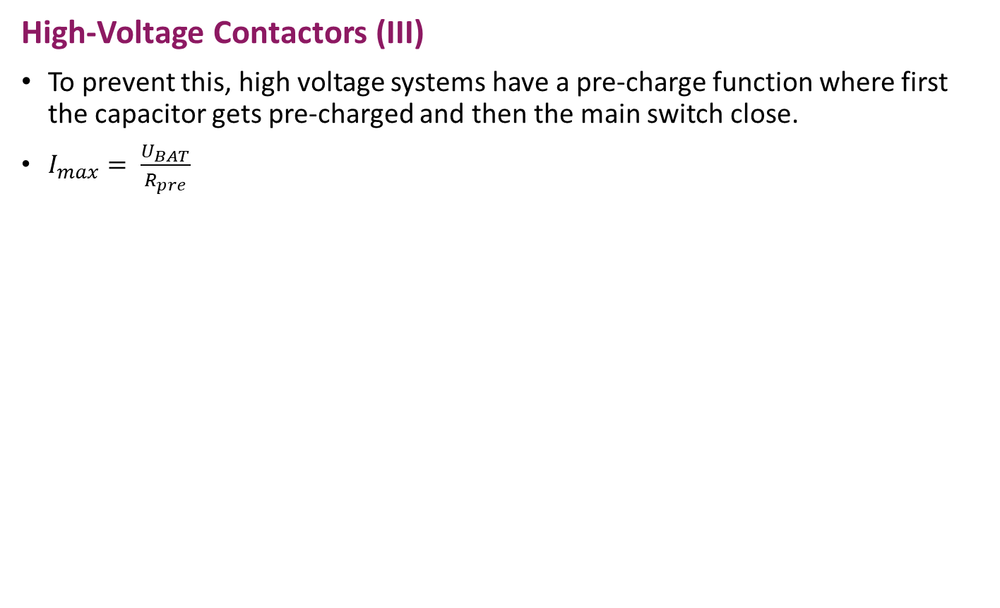 High-Voltage Contactors (III)
• To prevent this, high voltage systems have a pre-charge function where first
the capacitor gets pre-charged and then the main switch close.
• I_max = U_BAT / R_pre